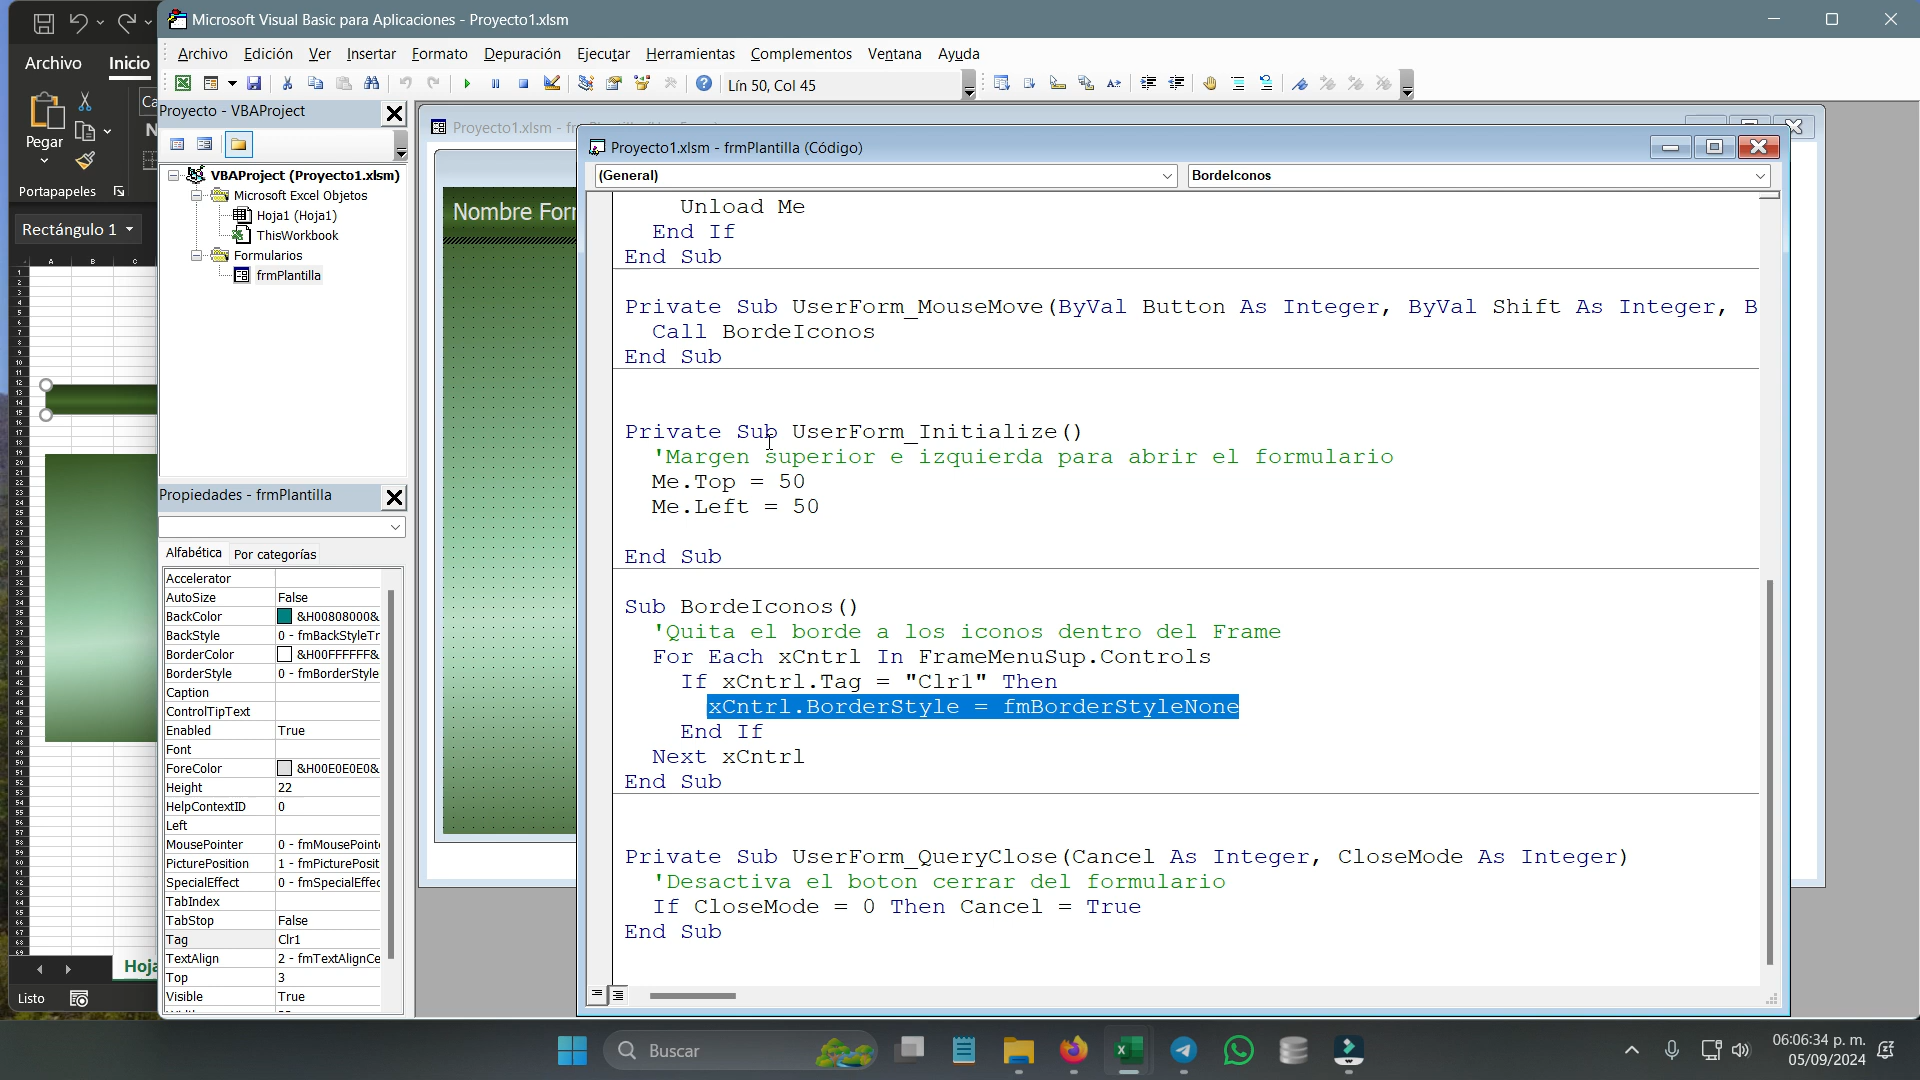 Microsoft Visual Basic para Aplicaciones - Proyecto1.xlsm
Archivo Edición Ver Insertar Formato Depuración Ejecutar Herramientas Complementos Ventana Ayuda
Lín 50, Col 45
Archivo Inicio
Pegar
Portapapeles
Rectángulo 1
Proyecto - VBAProject
VBAProject (Proyecto1.xlsm)
Microsoft Excel Objetos
Hoja1 (Hoja1)
ThisWorkbook
Formularios
frmPlantilla
Propiedades - frmPlantilla
Alfabética Por categorías
Accelerator
AutoSize False
BackColor &H00808000&
BackStyle 0 - fmBackStyleTr
BorderColor &H00FFFFFF&
BorderStyle 0 - fmBorderStyle
Caption
ControlTipText
Enabled True
Font
ForeColor &H00E0E0E0&
Height 22
HelpContextID 0
Left
MousePointer 0 - fmMousePoint
PicturePosition 1 - fmPicturePosit
SpecialEffect 0 - fmSpecialEffec
TabIndex
TabStop False
Tag Clr1
TextAlign 2 - fmTextAlignCe
Top 3
Visible True
Proyecto1.xlsm
Nombre For
Proyecto1.xlsm - frmPlantilla (Código)
(General) BordeIconos
Unload Me
End If
End Sub
Private Sub UserForm_MouseMove(ByVal Button As Integer, ByVal Shift As Integer, B
Call BordeIconos
End Sub
Private Sub UserForm_Initialize()
'Margen superior e izquierda para abrir el formulario
Me.Top = 50
Me.Left = 50
End Sub
Sub BordeIconos()
'Quita el borde a los iconos dentro del Frame
For Each xCntrl In FrameMenuSup.Controls
If xCntrl.Tag = "Clr1" Then
xCntrl.BorderStyle = fmBorderStyleNone
End If
Next xCntrl
End Sub
Private Sub UserForm_QueryClose(Cancel As Integer, CloseMode As Integer)
'Desactiva el boton cerrar del formulario
If CloseMode = 0 Then Cancel = True
End Sub
Hoja
Listo
Buscar
06:06:34 p. m.
05/09/2024